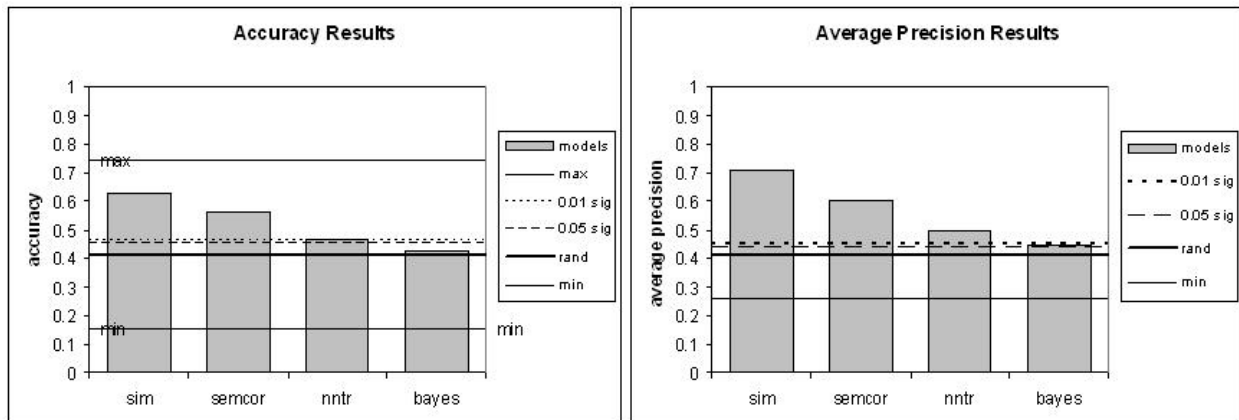 Accuracy Results
accuracy
1
0.9
0.8
0.7
0.6
0.5
0.4
0.3
0.2
0.1
0
max
min
min
sim semcor nntr bayes
models
max
0.01 sig
0.05 sig
rand
min
Average Precision Results
average precision
1
0.9
0.8
0.7
0.6
0.5
0.4
0.3
0.2
0.1
0
sim semcor nntr bayes
models
0.01 sig
0.05 sig
rand
min